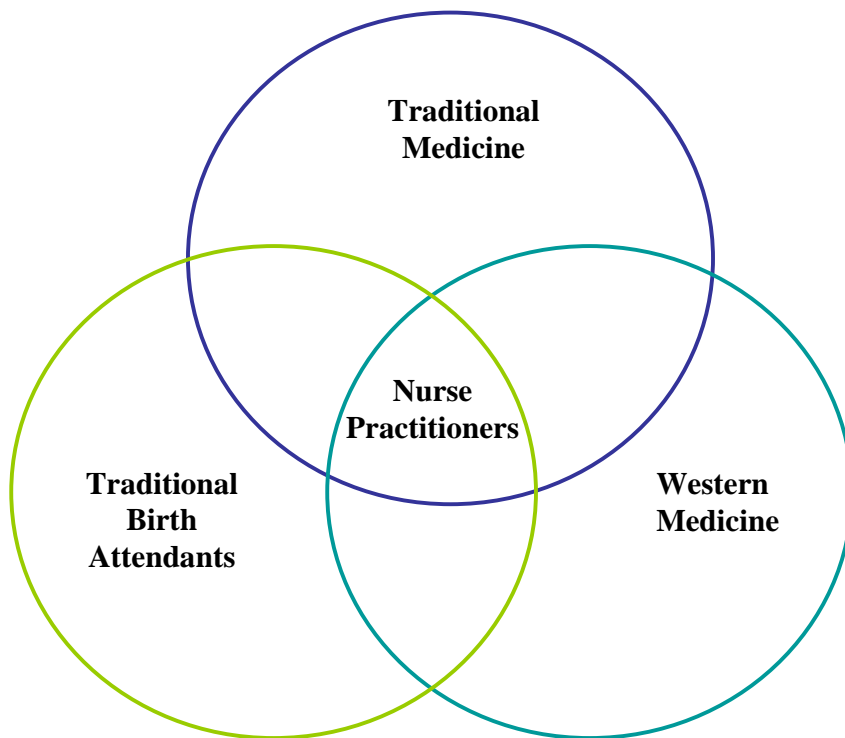 Traditional
Medicine
Nurse
Practitioners
Traditional
Birth
Attendants
Western
Medicine